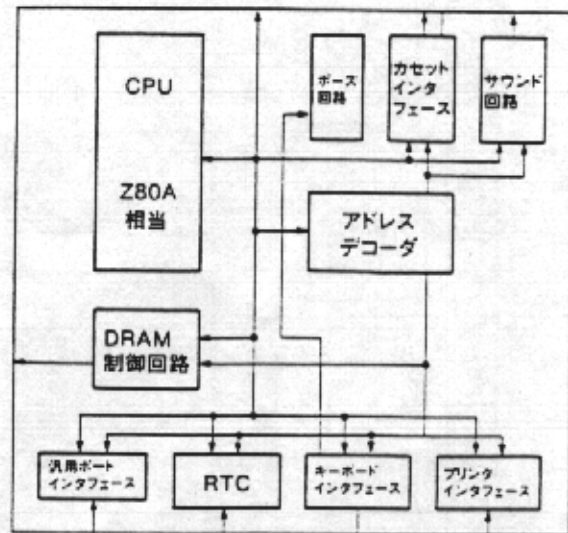 CPU
Z80A
相当
ポーズ
回路
カセット
インタ
フェース
サウンド
回路
アドレス
デコーダ
DRAM
制御回路
汎用ポート
インタフェース
RTC
キーボード
インタフェース
プリンタ
インタフェース